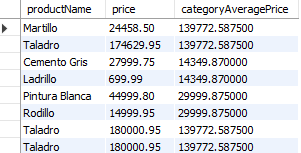 productName price categoryAveragePrice
Martillo 24458.50 139772.587500
Taladro 174629.95 139772.587500
Cemento Gris 27999.75 14349.870000
Ladrillo 699.99 14349.870000
Pintura Blanca 44999.80 29999.875000
Rodillo 14999.95 29999.875000
Taladro 180000.95 139772.587500
Taladro 180000.95 139772.587500